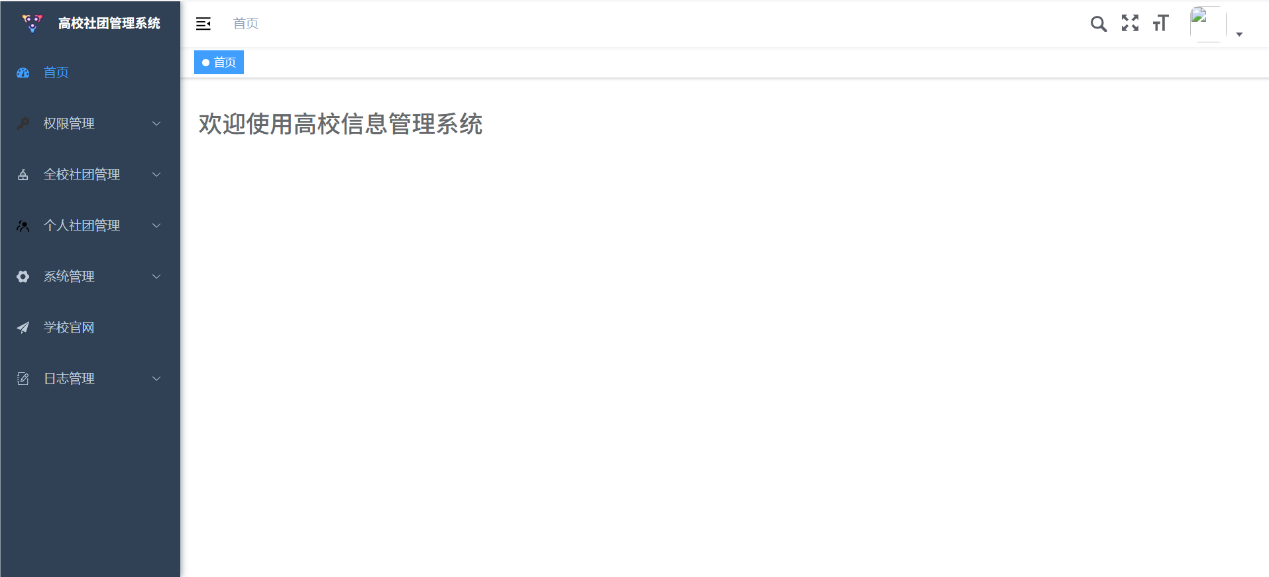 高校社团管理系统
首页
首页
权限管理
全校社团管理
个人社团管理
系统管理
学校官网
日志管理
首页
欢迎使用高校信息管理系统